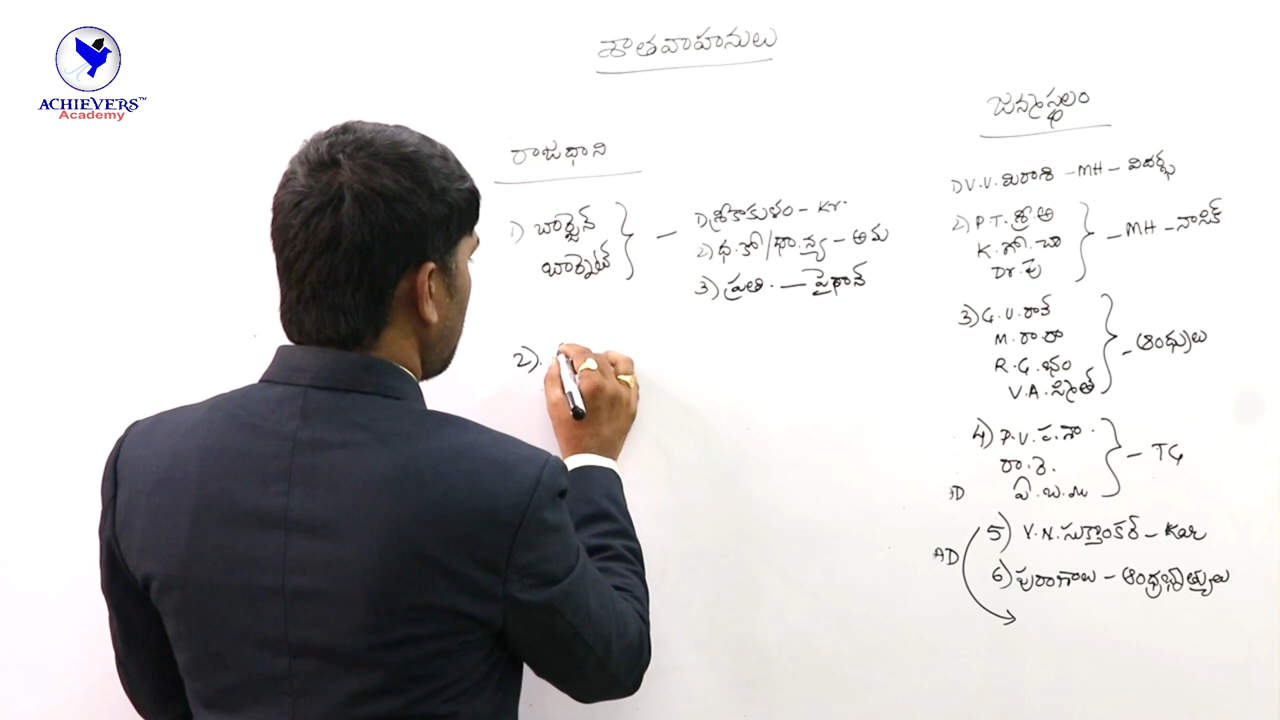 ACHIEVERS™
Academy
శాతవాహనులు
రాజధాని
1) బార్జెస్
బార్నెట్
1) శ్రీకాకుళం - Kr.
2) ధ.కో/ధా.న్య - అమ
3) ప్రతి. - పైఠాన్
2).
జన్మస్థలం
1) V.V. మిరాశి - MH - విదర్భ
2) P.T. శ్రీ.అ
K. గో. చా
Dr. పు
- MH - నాసిక్
3) G.V. రావ్
M. రా. రా
R.G. భం
V.A. స్మిత్
- ఆంధ్రులు
4) P.V. ప. శా.
రా. శె.
ఏ. బ. ము
- TG
AD
5) V.N. సుక్తాంకర్ - Kar
6) పురాణాలు - ఆంధ్రభృత్యులు